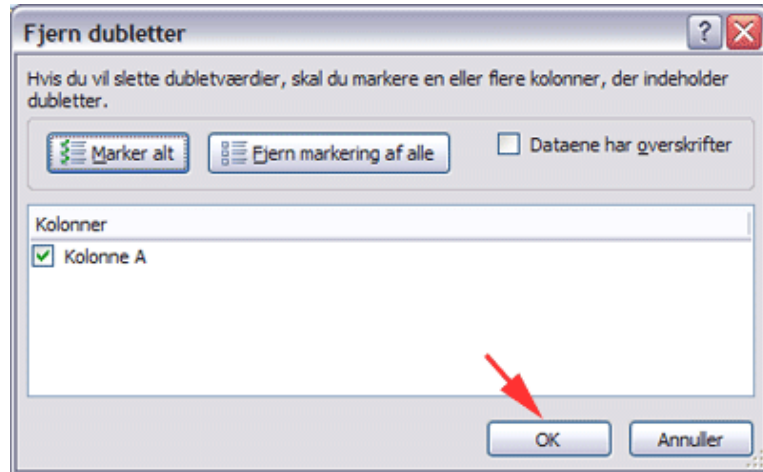 Fjern dubletter
Hvis du vil slette dubletværdier, skal du markere en eller flere kolonner, der indeholder
dubletter.
Marker alt
Fjern markering af alle
Dataene har overskrifter
Kolonner
Kolonne A
OK
Annuller